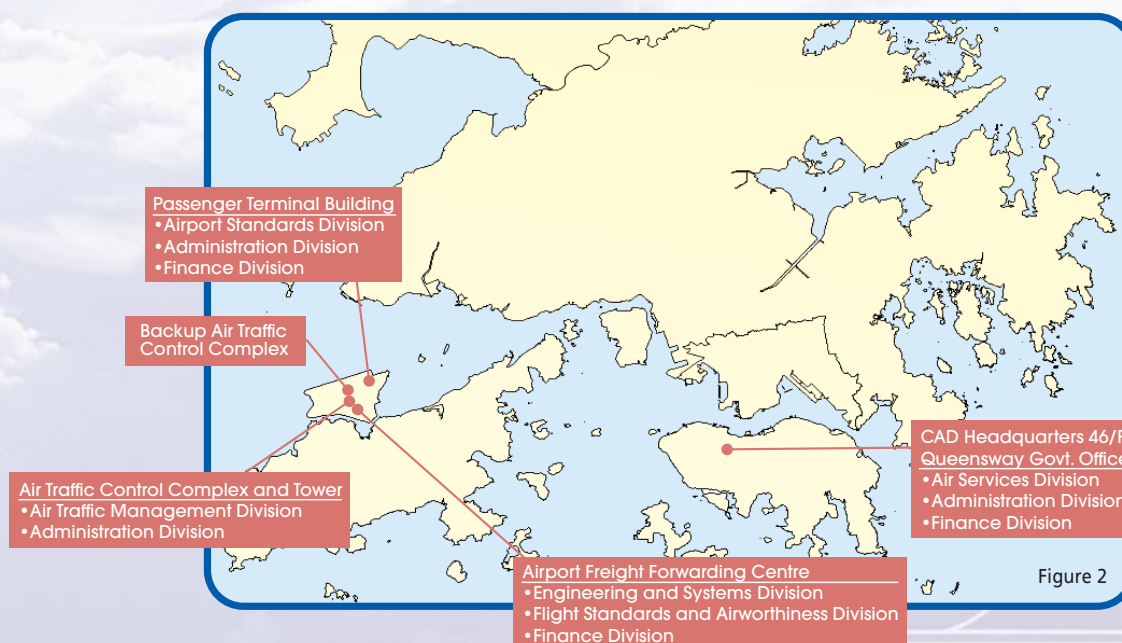 Passenger Terminal Building
•Airport Standards Division
•Administration Division
•Finance Division
Backup Air Traffic
Control Complex
Air Traffic Control Complex and Tower
•Air Traffic Management Division
•Administration Division
CAD Headquarters 46/F
Queensway Govt. Office
•Air Services Division
•Administration Division
•Finance Division
Airport Freight Forwarding Centre
•Engineering and Systems Division
•Flight Standards and Airworthiness Division
•Finance Division
Figure 2